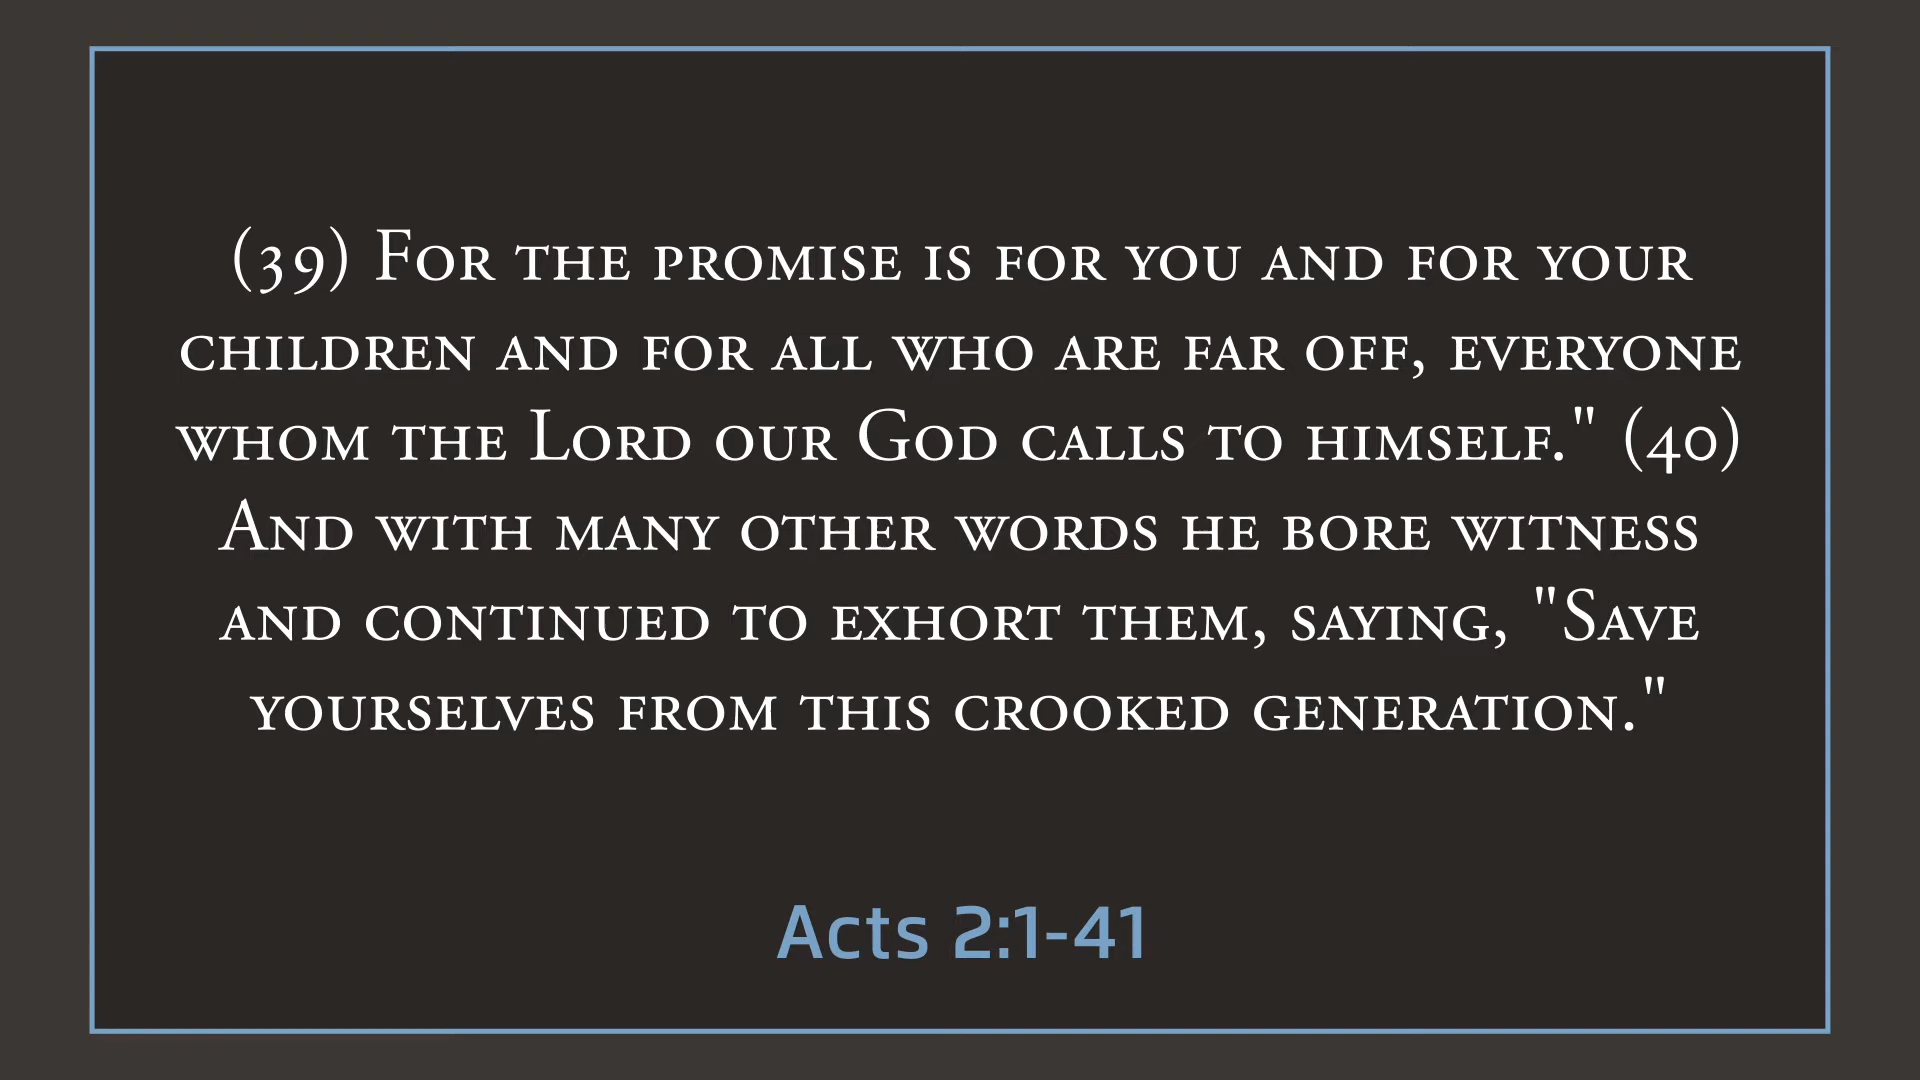 (39) For the promise is for you and for your
children and for all who are far off, everyone
whom the Lord our God calls to himself." (40)
And with many other words he bore witness
and continued to exhort them, saying, "Save
yourselves from this crooked generation."
Acts 2:1-41